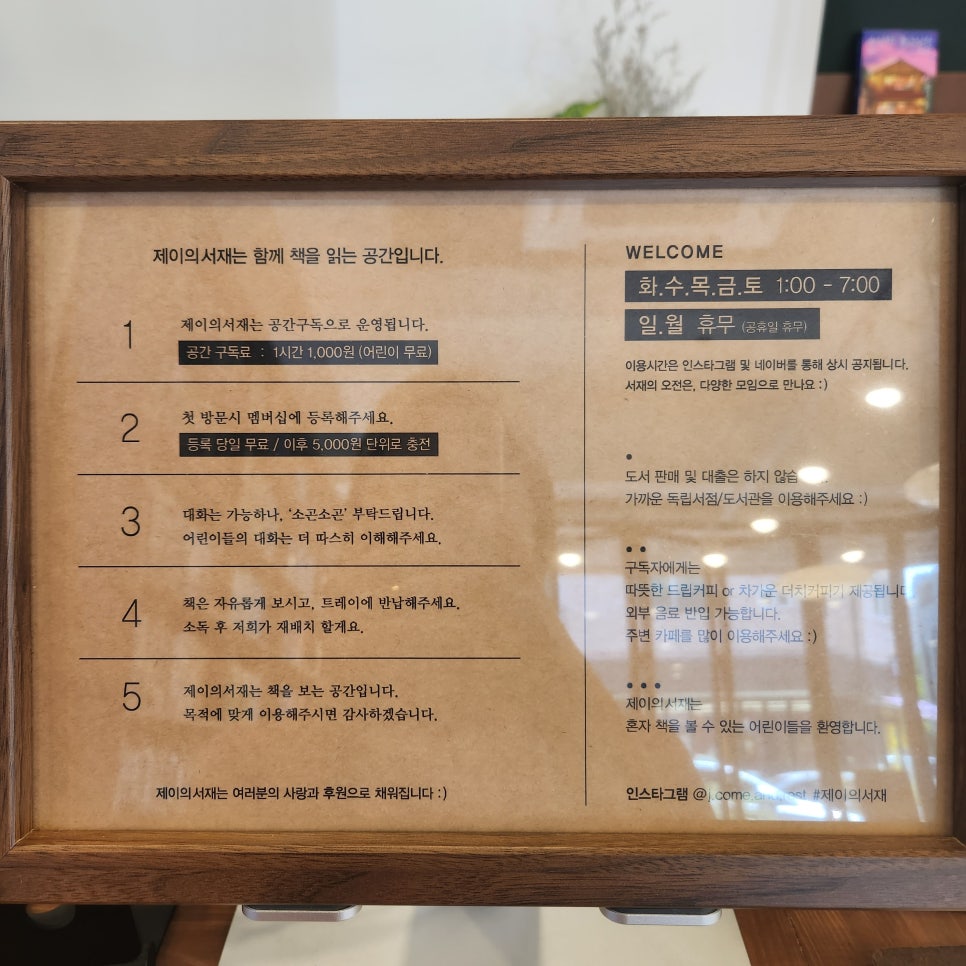 제이의서재는 함께 책을 읽는 공간입니다.
1
제이의서재는 공간구독으로 운영됩니다.
공간 구독료 : 1시간 1,000원 (어린이 무료)
2
첫 방문시 멤버십에 등록해주세요.
등록 당일 무료 / 이후 5,000원 단위로 충전
3
대화는 가능하나, '소곤소곤' 부탁드립니다.
어린이들의 대화는 더 따스히 이해해주세요.
4
책은 자유롭게 보시고, 트레이에 반납해주세요.
소독 후 저희가 재배치 할게요.
5
제이의서재는 책을 보는 공간입니다.
목적에 맞게 이용해주시면 감사하겠습니다.
제이의서재는 여러분의 사랑과 후원으로 채워집니다 :)
WELCOME
화.수.목.금.토 1:00 - 7:00
일.월 휴무 (공휴일 휴무)
이용시간은 인스타그램 및 네이버를 통해 상시 공지됩니다.
서재의 오전은, 다양한 모임으로 만나요 :)
도서 판매 및 대출은 하지
가까운 독립서점/도서관을 이용해주세요 :)
구독자에게는
따뜻한 드립커피 or 차가운 더치커피가 제공됩니다
외부 음료 반입 가능합니다.
주변 카페를 많이 이용해주세요 :)
제이의서재는
혼자 책을 볼 수 있는 어린이들을 환영합니다.
인스타그램 @j.come.and.rest #제이의서재